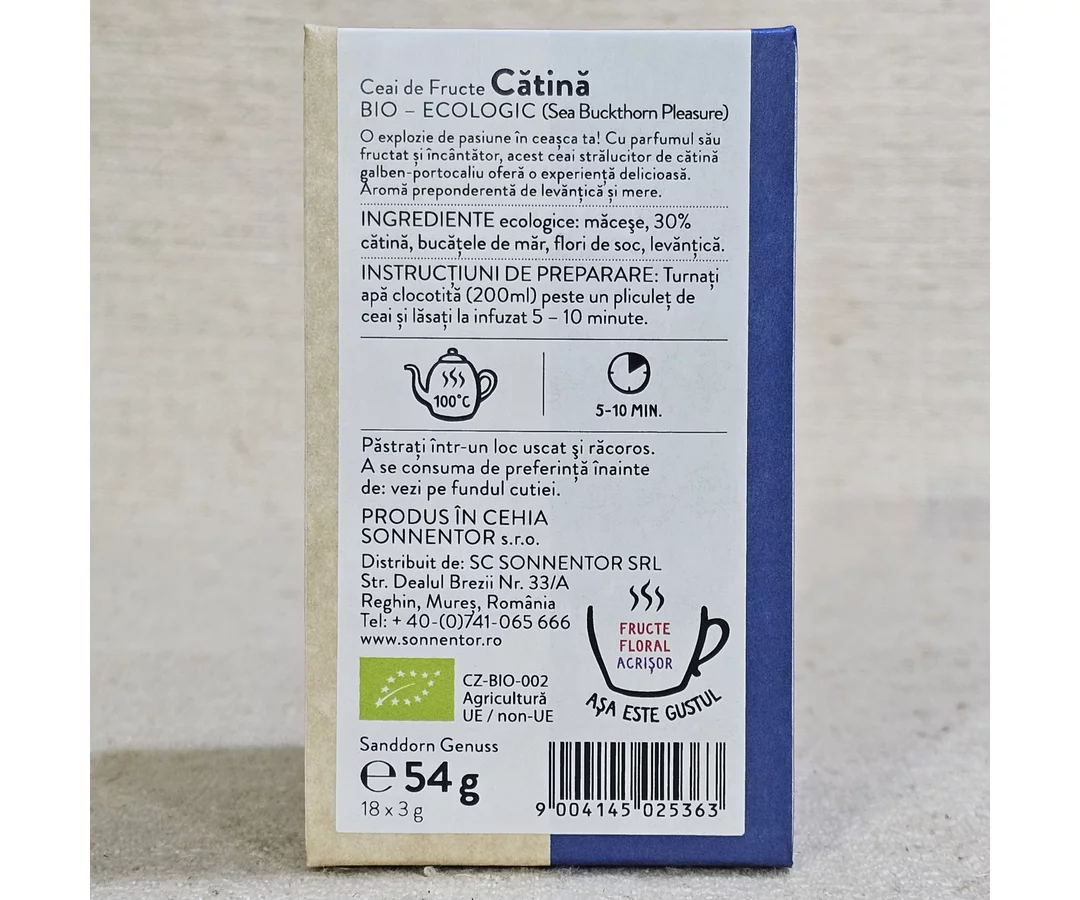 Ceai de Fructe Cătină
BIO – ECOLOGIC (Sea Buckthorn Pleasure)
O explozie de pasiune în ceașca ta! Cu parfumul său
fructat și încântător, acest ceai strălucitor de cătină
galben-portocaliu oferă o experiență delicioasă.
Aromă preponderentă de levănțică și mere.
INGREDIENTE ecologice: măceşe, 30%
cătină, bucățele de măr, flori de soc, levănțică.
INSTRUCȚIUNI DE PREPARARE: Turnați
apă clocotită (200ml) peste un pliculeț de
ceai și lăsați la infuzat 5 – 10 minute.
100°C
5-10 MIN.
Păstrați într-un loc uscat şi răcoros.
A se consuma de preferință înainte
de: vezi pe fundul cutiei.
PRODUS ÎN CEHIA
SONNENTOR s.r.o.
Distribuit de: SC SONNENTOR SRL
Str. Dealul Brezii Nr. 33/A
Reghin, Mureș, România
Tel: + 40-(0)741-065 666
www.sonnentor.ro
FRUCTE
FLORAL
ACRIȘOR
AȘA ESTE GUSTUL
CZ-BIO-002
Agricultură
UE / non-UE
Sanddorn Genuss
℮ 54 g
18 x 3 g
9 004145 025363